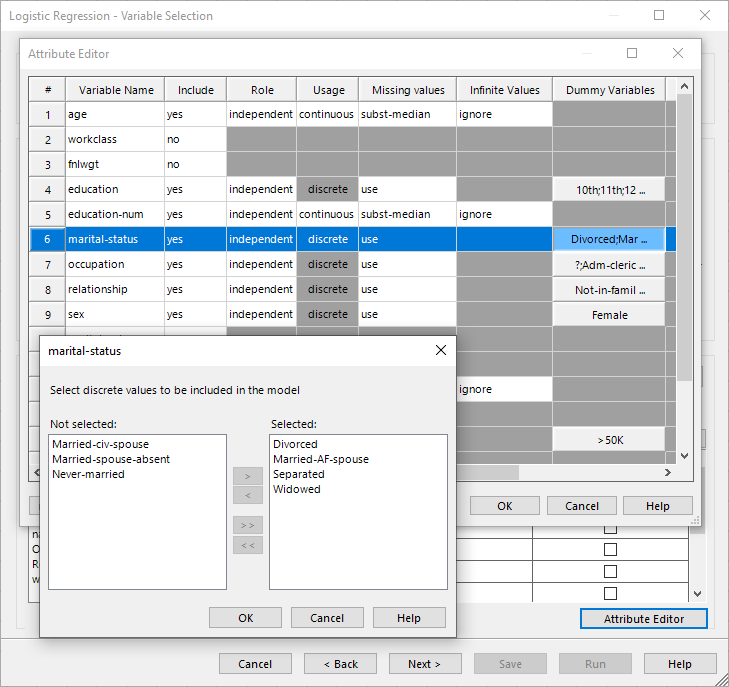 Logistic Regression - Variable Selection
Attribute Editor
# Variable Name Include Role Usage Missing values Infinite Values Dummy Variables
1 age yes independent continuous subst-median ignore
2 workclass no
3 fnlwgt no
4 education yes independent discrete use 10th;11th;12 ...
5 education-num yes independent continuous subst-median ignore
6 marital-status yes independent discrete use Divorced;Mar ...
7 occupation yes independent discrete use ?;Adm-cleric ...
8 relationship yes independent discrete use Not-in-famil ...
9 sex yes independent discrete use Female
ignore
>50K
OK Cancel Help
marital-status
Select discrete values to be included in the model
Not selected: Selected:
Married-civ-spouse Divorced
Married-spouse-absent Married-AF-spouse
Never-married Separated
Widowed
>
<
>>
<<
OK Cancel Help
na
O
R
w
Attribute Editor
Cancel < Back Next > Save Run Help